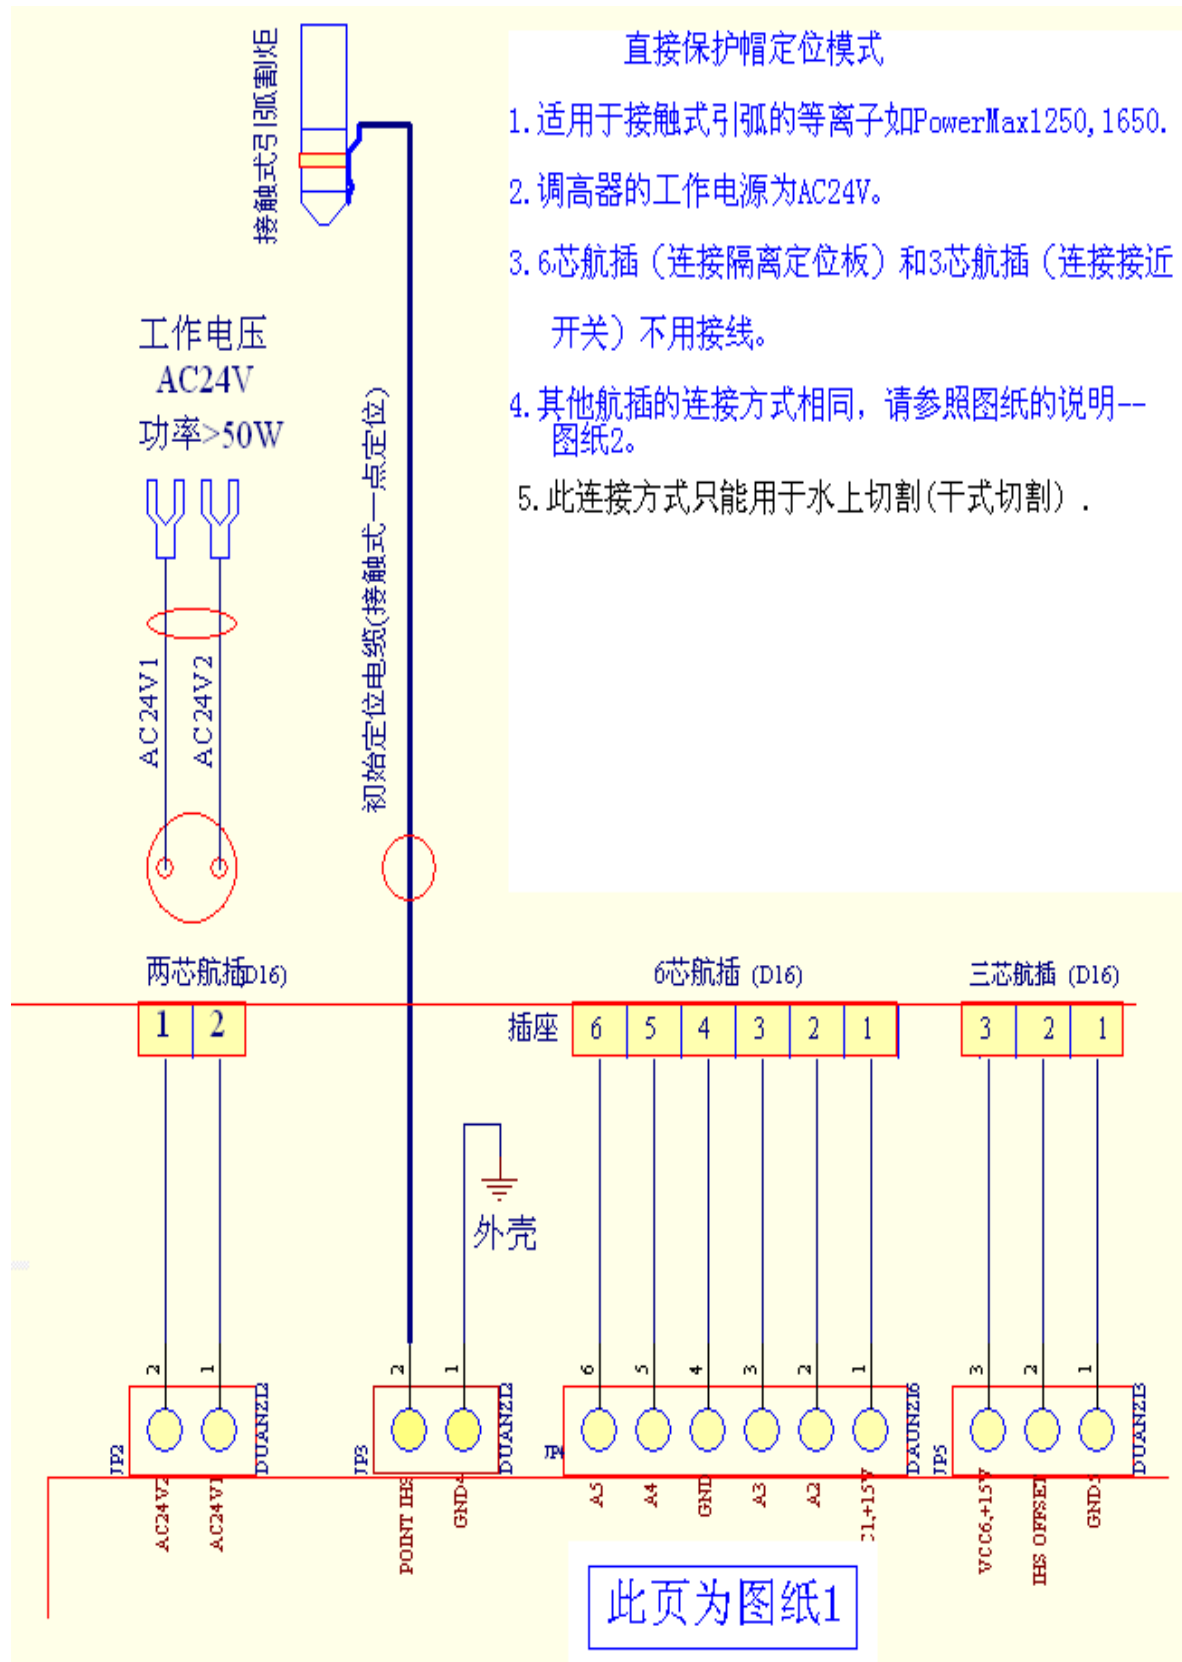 直接保护帽定位模式
1.适用于接触式引弧的等离子如PowerMax1250,1650.
2.调高器的工作电源为AC24V。
3.6芯航插（连接隔离定位板）和3芯航插（连接接近
开关）不用接线。
4.其他航插的连接方式相同，请参照图纸的说明--
图纸2。
5.此连接方式只能用于水上切割(干式切割）.
接触式引弧割炬
工作电压
AC24V
功率>50W
初始定位电缆(接触式一点定位)
AC24V1
AC24V2
两芯航插(D16)
6芯航插 (D16)
三芯航插 (D16)
1 2
插座
6 5 4 3 2 1
3 2 1
外壳
2 1
2 1
6 5 4 3 2 1
3 2 1
JP2
DUANZI2
JP3
DUANZI2
DAUNZI6
JP5
DUANZI3
AC24V2
AC24V1
POINT IHS
GND4
A5
A4
GND
A3
A2
C1,+15V
VCC6,+15V
IHS OFFSET
GND5
此页为图纸1